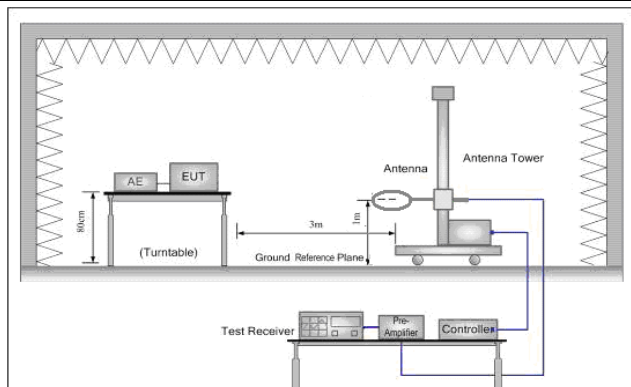 Antenna
Antenna Tower
AE
EUT
80cm
(Turntable)
3m
1m
Ground Reference Plane
Test Receiver
Pre-
Amplifier
Controller